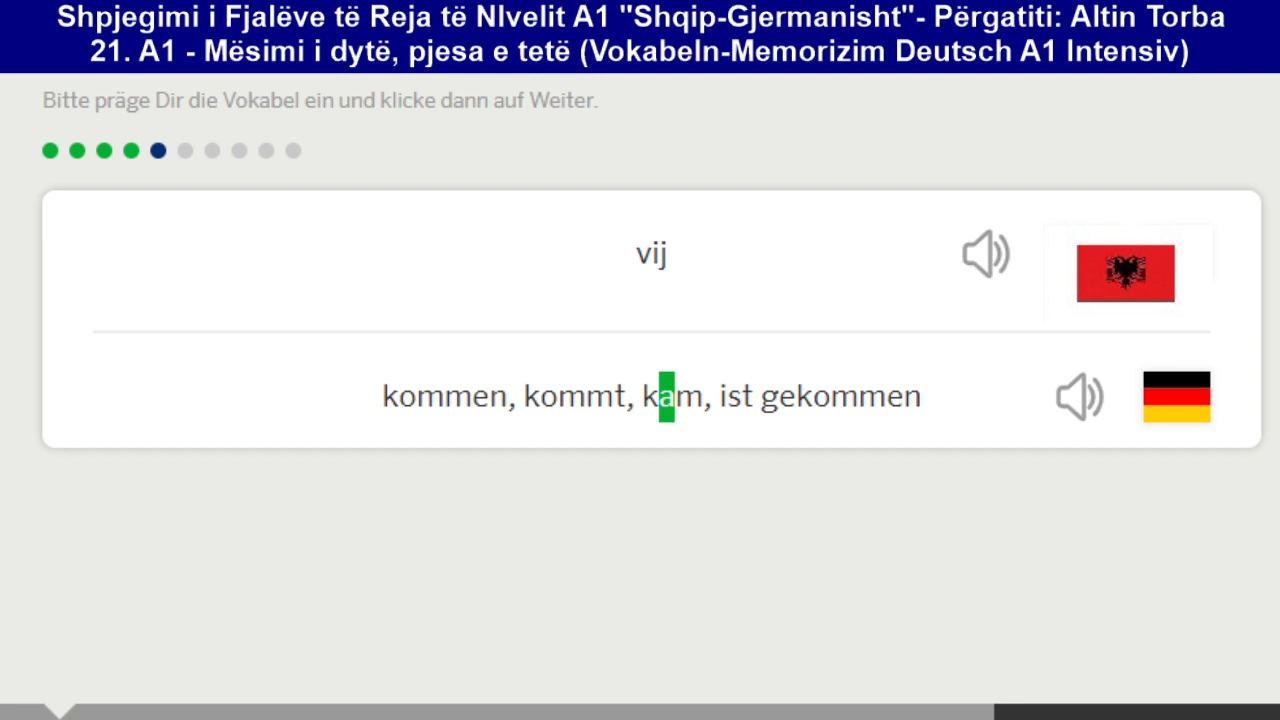 Shpjegimi i Fjalëve të Reja të NIvelit A1 "Shqip-Gjermanisht"- Përgatiti: Altin Torba
21. A1 - Mësimi i dytë, pjesa e tetë (Vokabeln-Memorizim Deutsch A1 Intensiv)
Bitte präge Dir die Vokabel ein und klicke dann auf Weiter.
vij
kommen, kommt, kam, ist gekommen